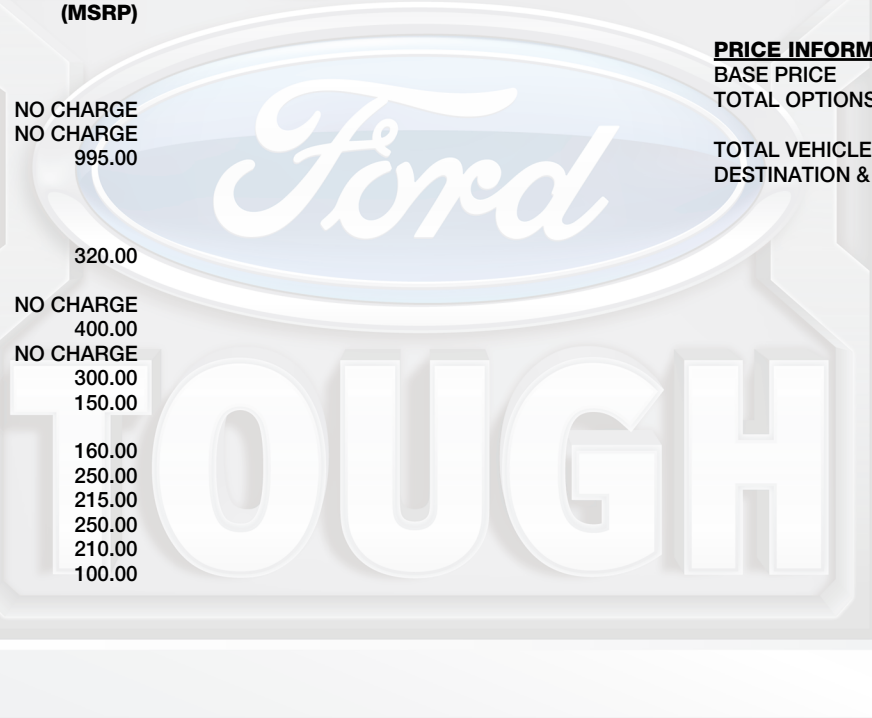 (MSRP)
NO CHARGE
NO CHARGE
995.00
320.00
NO CHARGE
400.00
NO CHARGE
300.00
150.00
160.00
250.00
215.00
250.00
210.00
100.00
PRICE INFORM
BASE PRICE
TOTAL OPTIONS
TOTAL VEHICLE
DESTINATION &
Ford
TOUGH